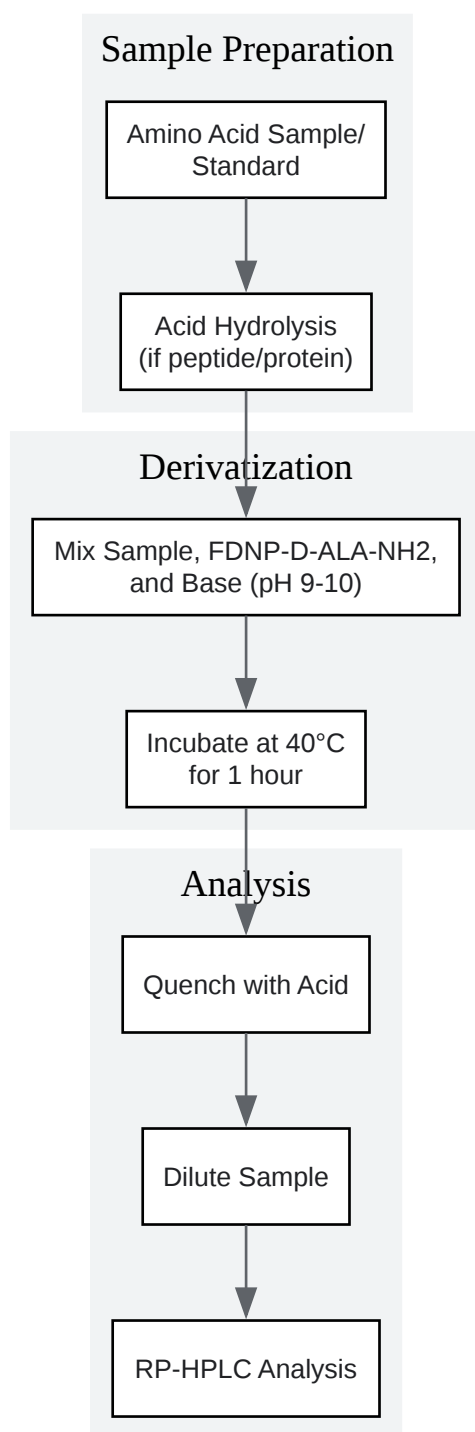 Sample Preparation
Amino Acid Sample/
Standard
Acid Hydrolysis
(if peptide/protein)
Derivatization
Mix Sample, FDNP-D-ALA-NH2,
and Base (pH 9-10)
Incubate at 40°C
for 1 hour
Analysis
Quench with Acid
Dilute Sample
RP-HPLC Analysis